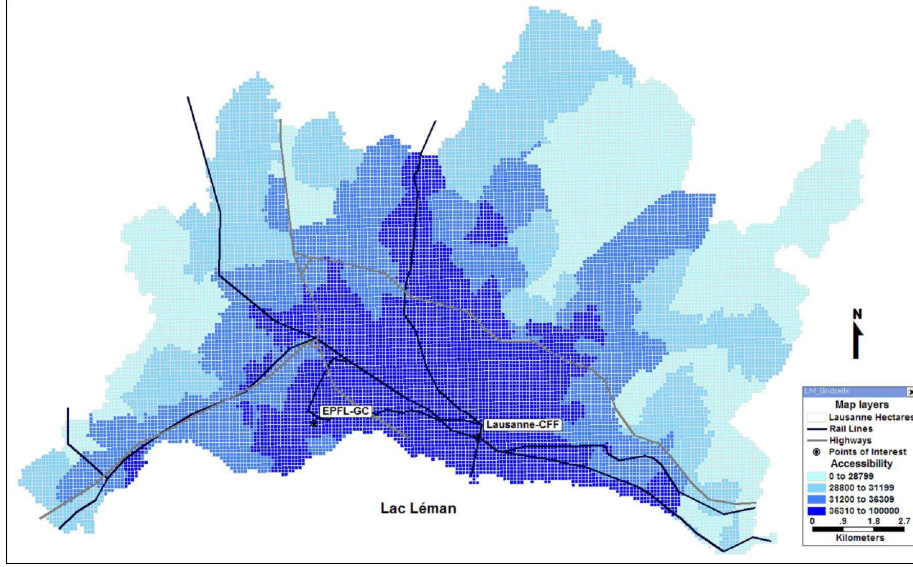 N
EPFL-GC
Lausanne-CFF
Lac Léman
LM_Gridcells
Map layers
Lausanne Hectares
Rail Lines
Highways
Points of Interest
Accessibility
0 to 28799
28800 to 31199
31200 to 36309
36310 to 100000
0 .9 1.8 2.7
Kilometers